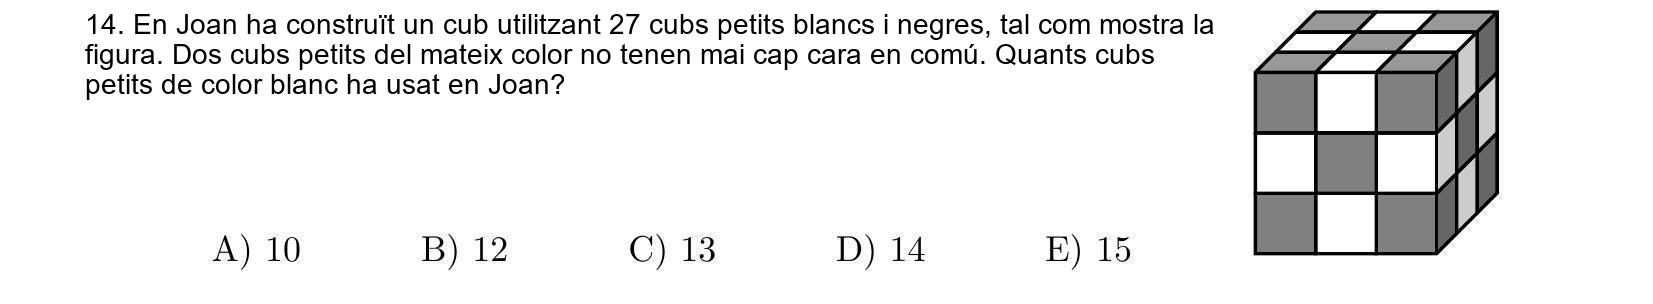 14. En Joan ha construït un cub utilitzant 27 cubs petits blancs i negres, tal com mostra la
figura. Dos cubs petits del mateix color no tenen mai cap cara en comú. Quants cubs
petits de color blanc ha usat en Joan?
A) 10 B) 12 C) 13 D) 14 E) 15